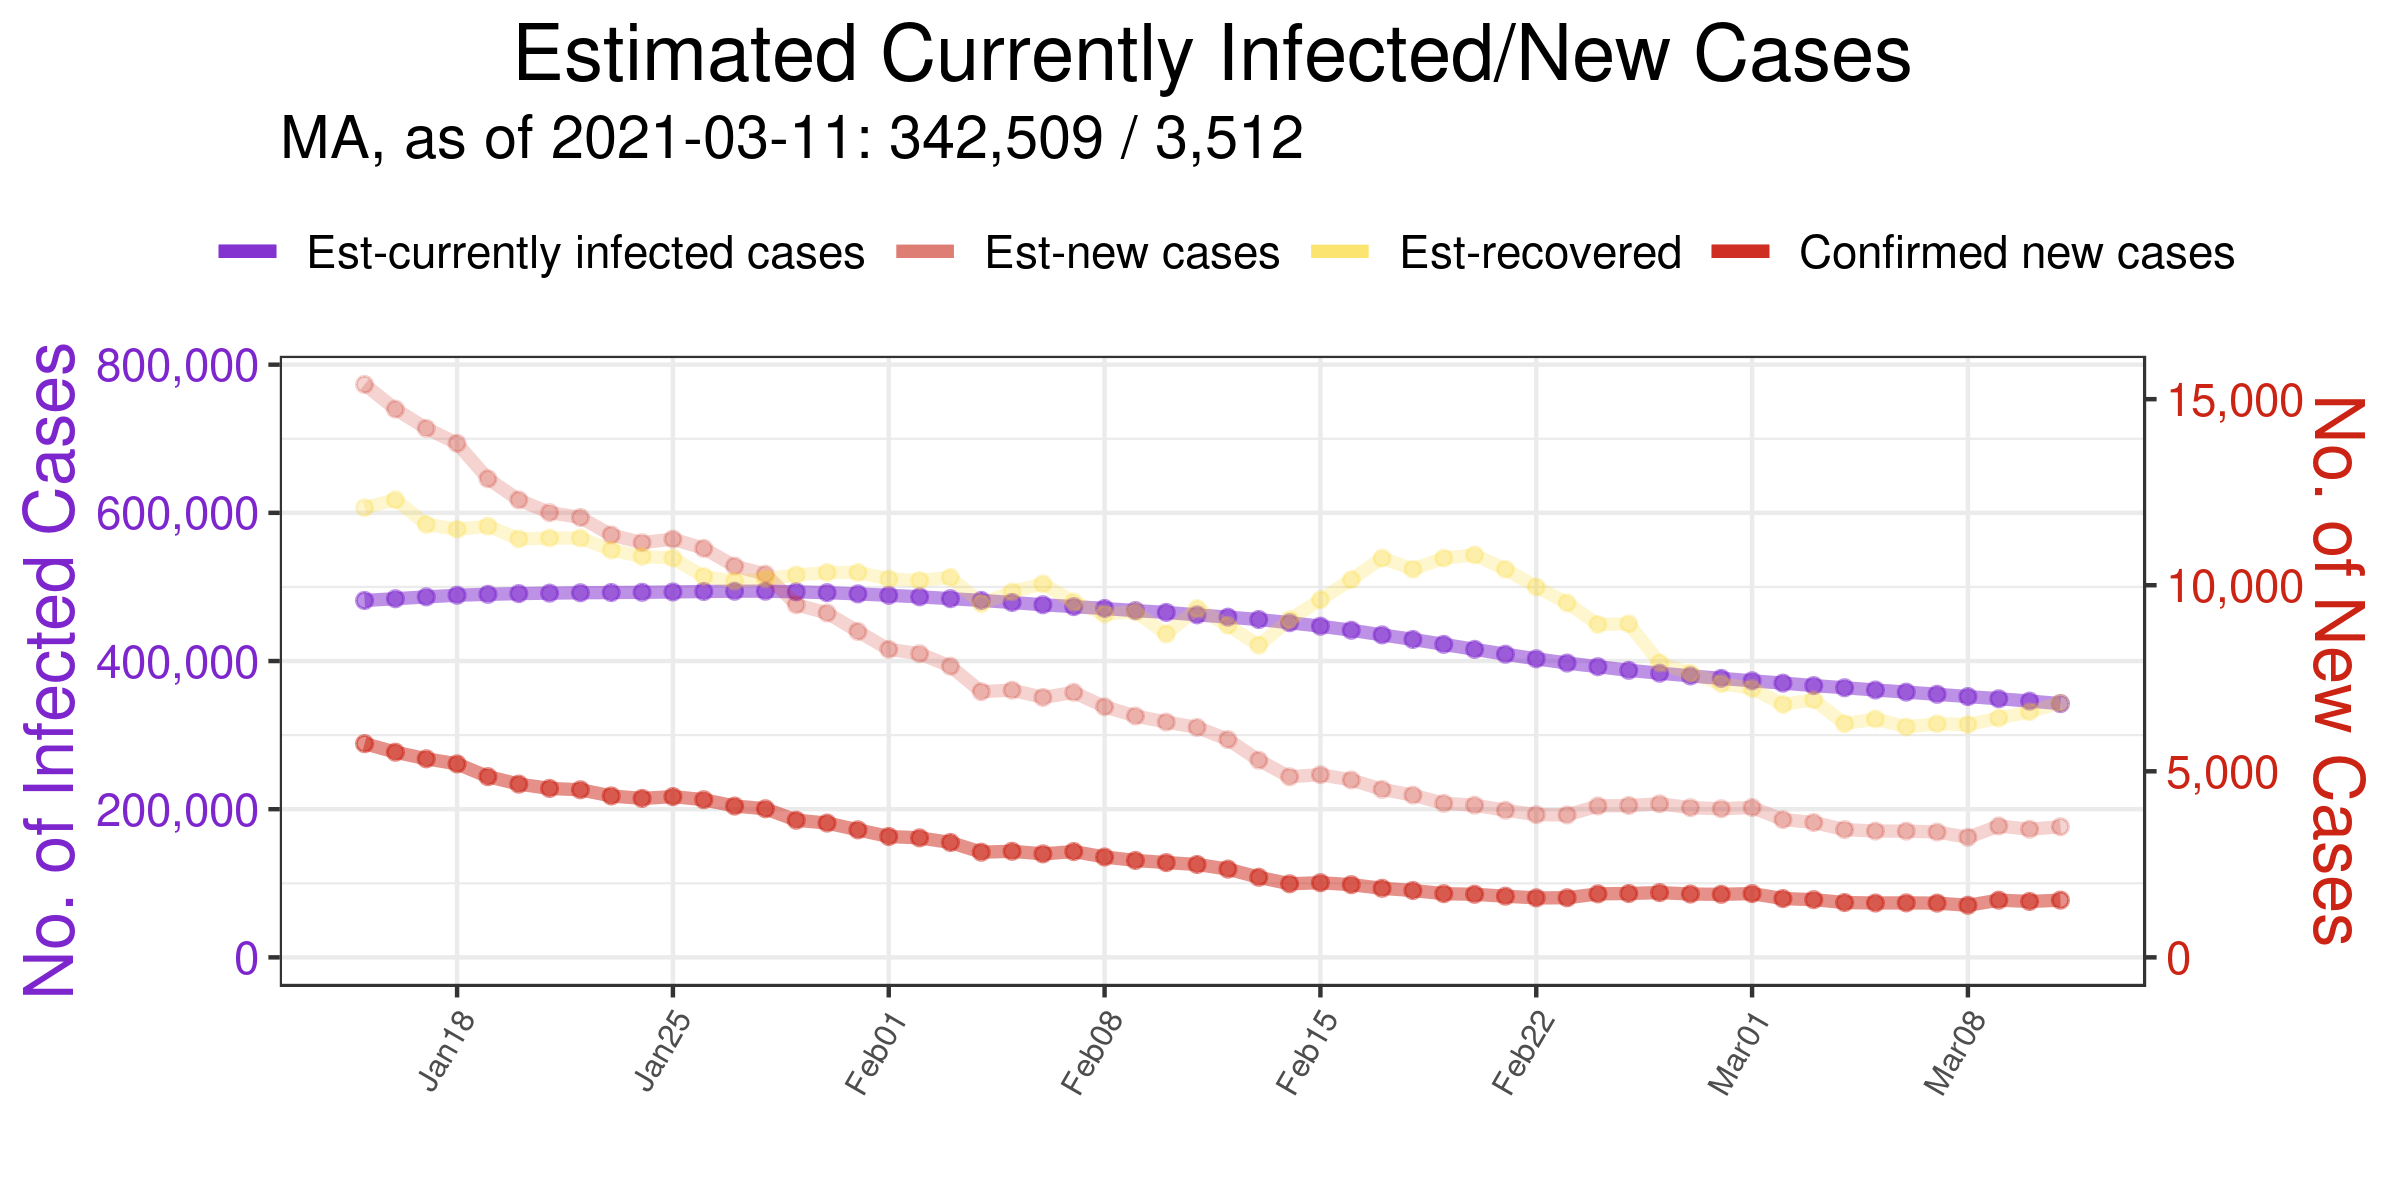 Estimated Currently Infected/New Cases
MA, as of 2021-03-11: 342,509 / 3,512
Est-currently infected cases Est-new cases Est-recovered Confirmed new cases
No. of Infected Cases
800,000
600,000
400,000
200,000
0
15,000
10,000
5,000
0
No. of New Cases
Jan18 Jan25 Feb01 Feb08 Feb15 Feb22 Mar01 Mar08